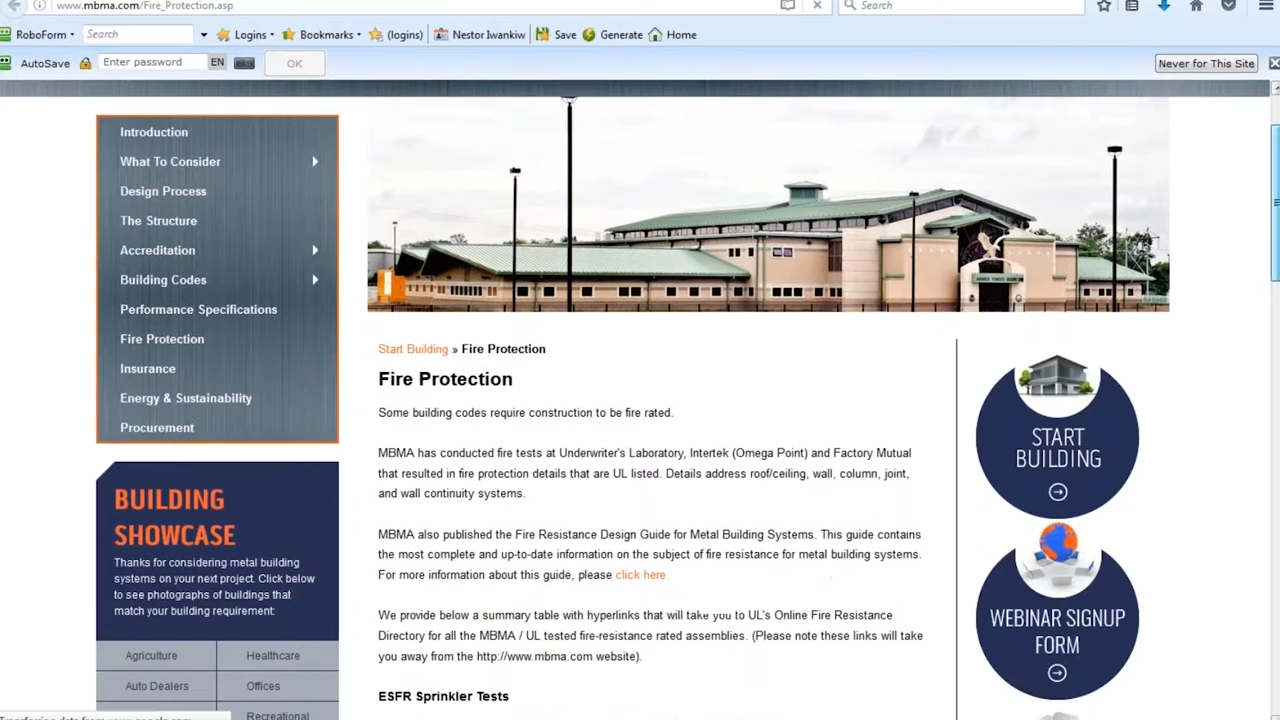 www.mbma.com/Fire_Protection.asp
Search
RoboForm
Search
Logins
Bookmarks
(logins)
Nestor Iwankiw
Save
Generate
Home
AutoSave
Enter password
EN
OK
Never for This Site
Introduction
What To Consider
Design Process
The Structure
Accreditation
Building Codes
Performance Specifications
Fire Protection
Insurance
Energy & Sustainability
Procurement
BUILDING
SHOWCASE
Thanks for considering metal building
systems on your next project. Click below
to see photographs of buildings that
match your building requirement:
Agriculture
Healthcare
Auto Dealers
Offices
Recreational
Start Building » Fire Protection
Fire Protection
Some building codes require construction to be fire rated.
MBMA has conducted fire tests at Underwriter's Laboratory, Intertek (Omega Point) and Factory Mutual
that resulted in fire protection details that are UL listed. Details address roof/ceiling, wall, column, joint,
and wall continuity systems.
MBMA also published the Fire Resistance Design Guide for Metal Building Systems. This guide contains
the most complete and up-to-date information on the subject of fire resistance for metal building systems.
For more information about this guide, please click here.
We provide below a summary table with hyperlinks that will take you to UL's Online Fire Resistance
Directory for all the MBMA / UL tested fire-resistance rated assemblies. (Please note these links will take
you away from the http://www.mbma.com website).
ESFR Sprinkler Tests
START
BUILDING
WEBINAR SIGNUP
FORM